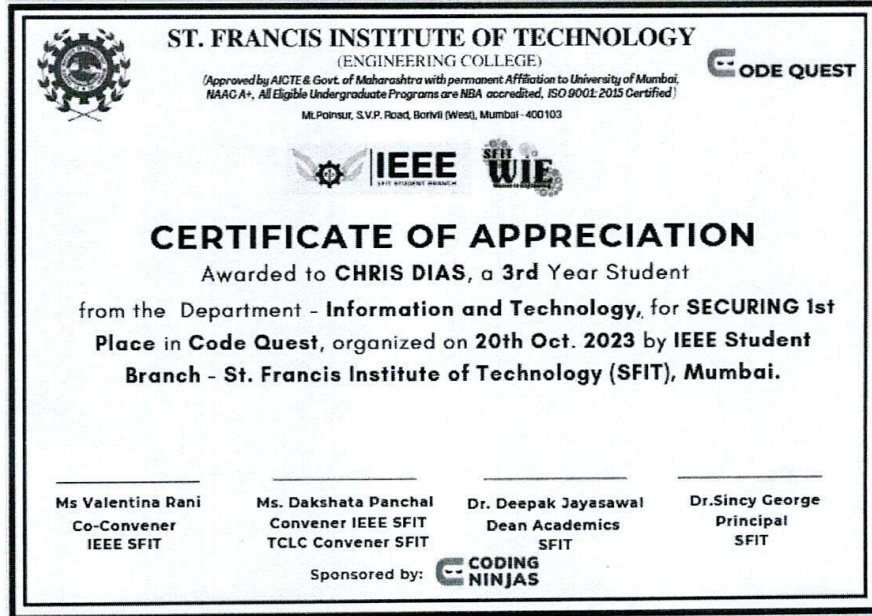 ST. FRANCIS INSTITUTE OF TECHNOLOGY
(ENGINEERING COLLEGE)
(Approved by AICTE & Govt. of Maharashtra with permanent Affiliation to University of Mumbai,
NAAC A+, All Eligible Undergraduate Programs are NBA accredited, ISO 9001: 2015 Certified)
Mt.Poinsur, S.V.P. Road, Borivli (West), Mumbai - 400103
CODE QUEST
IEEE
SFIT STUDENT BRANCH
SFIT
WIE
CERTIFICATE OF APPRECIATION
Awarded to CHRIS DIAS, a 3rd Year Student
from the Department - Information and Technology, for SECURING 1st
Place in Code Quest, organized on 20th Oct. 2023 by IEEE Student
Branch - St. Francis Institute of Technology (SFIT), Mumbai.
Ms Valentina Rani
Co-Convener
IEEE SFIT
Ms. Dakshata Panchal
Convener IEEE SFIT
TCLC Convener SFIT
Dr. Deepak Jayasawal
Dean Academics
SFIT
Dr.Sincy George
Principal
SFIT
Sponsored by: CODING
NINJAS